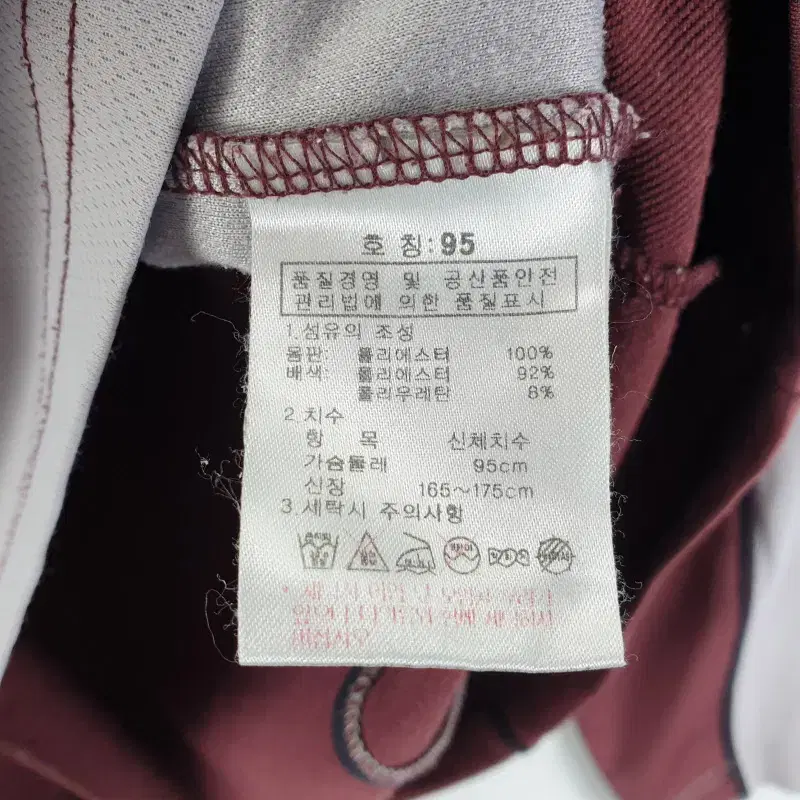 호 칭: 95
품질경영 및 공산품안전
관리법에 의한 품질표시
1.섬유의 조성
몸판: 폴리에스터 100%
배색: 폴리에스터 92%
폴리우레탄 8%
2.치수
항 목 신체치수
가슴둘레 95cm
신장 165~175cm
3.세탁시 주의사항